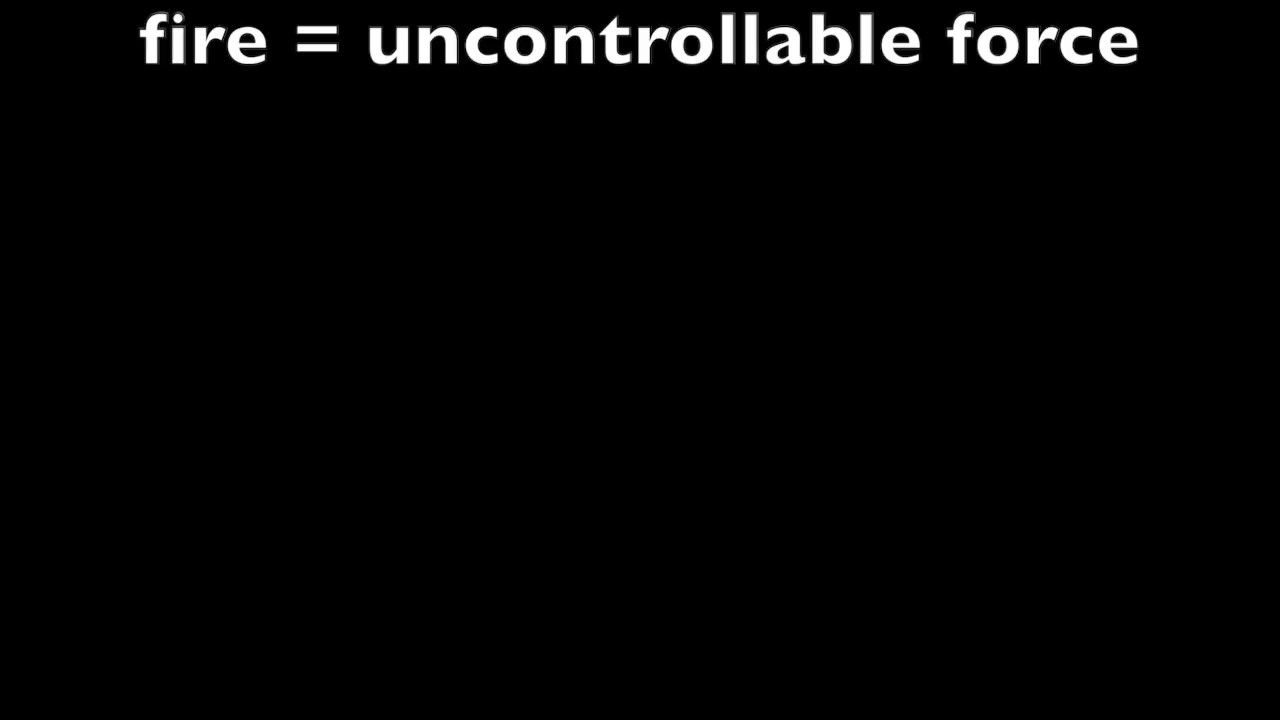 fire = uncontrollable force